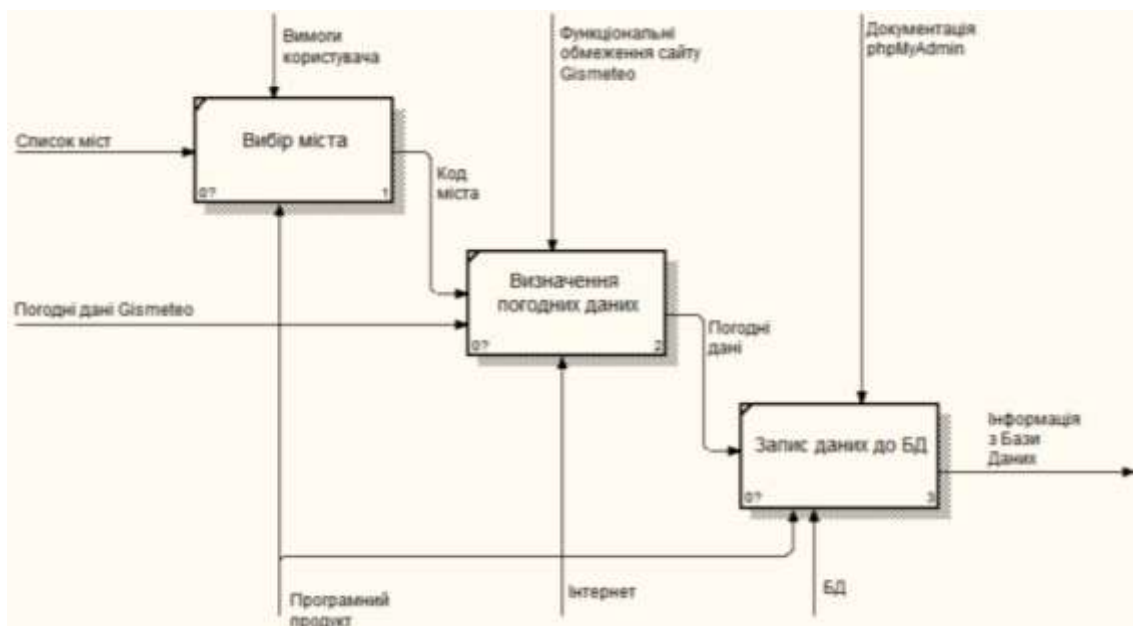 Вимоги
користувача
Функціональні
обмеження сайту
Gismeteo
Документація
phpMyAdmin
Список міст
Вибір міста
0?
1
Код
міста
Погодні дані Gismeteo
Визначення
погодних даних
0?
2
Погодні
дані
Запис даних до БД
0?
3
Інформація
з Бази
Даних
Програмний
продукт
Інтернет
БД